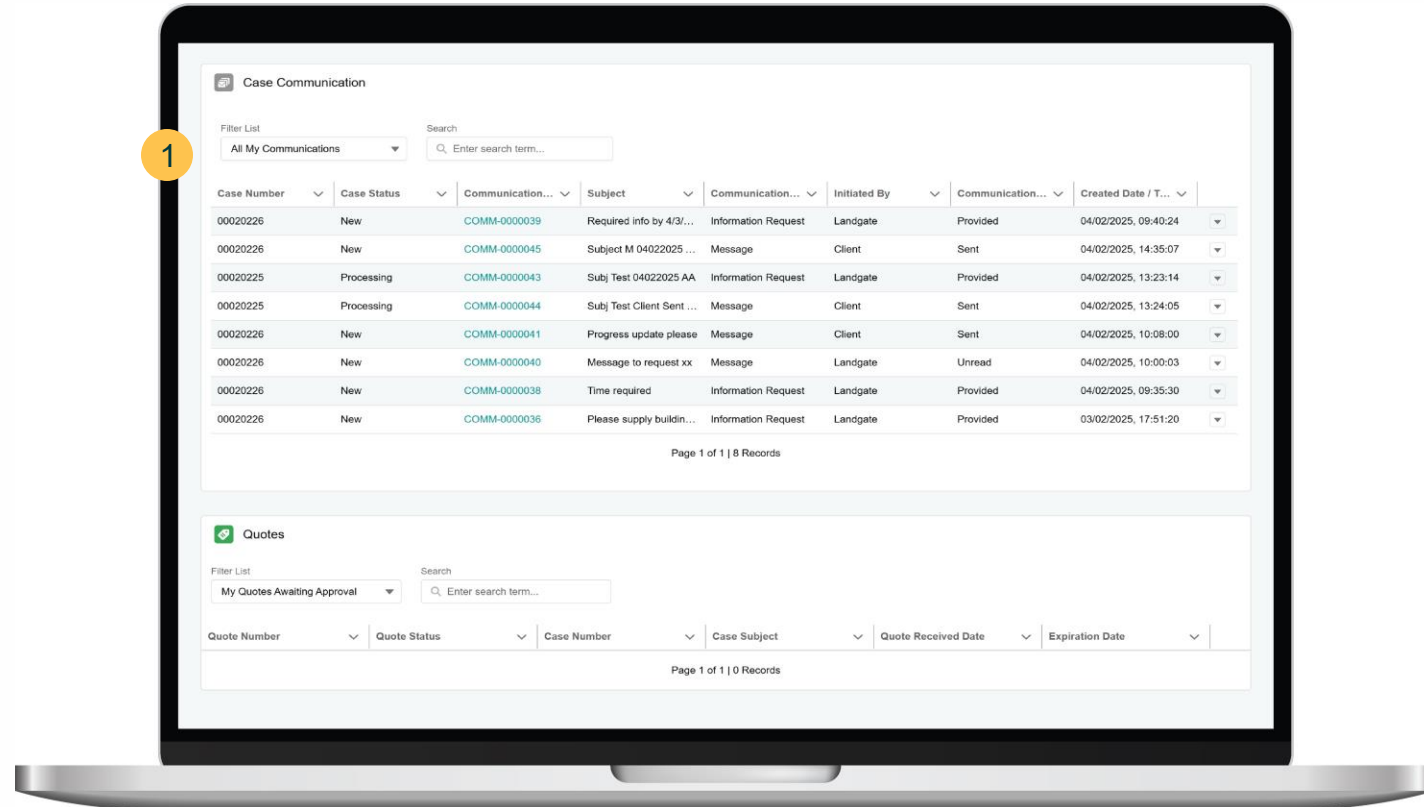 Case Communication
Filter List Search
1 All My Communications Enter search term...
Case Number Case Status Communication... Subject Communication... Initiated By Communication... Created Date / T...
00020226 New COMM-0000039 Required info by 4/3/... Information Request Landgate Provided 04/02/2025, 09:40:24
00020226 New COMM-0000045 Subject M 04022025 ... Message Client Sent 04/02/2025, 14:35:07
00020225 Processing COMM-0000043 Subj Test 04022025 AA Information Request Landgate Provided 04/02/2025, 13:23:14
00020225 Processing COMM-0000044 Subj Test Client Sent ... Message Client Sent 04/02/2025, 13:24:05
00020226 New COMM-0000041 Progress update please Message Client Sent 04/02/2025, 10:08:00
00020226 New COMM-0000040 Message to request xx Message Landgate Unread 04/02/2025, 10:00:03
00020226 New COMM-0000038 Time required Information Request Landgate Provided 04/02/2025, 09:35:30
00020226 New COMM-0000036 Please supply buildin... Information Request Landgate Provided 03/02/2025, 17:51:20
Page 1 of 1 | 8 Records
Quotes
Filter List Search
My Quotes Awaiting Approval Enter search term...
Quote Number Quote Status Case Number Case Subject Quote Received Date Expiration Date
Page 1 of 1 | 0 Records